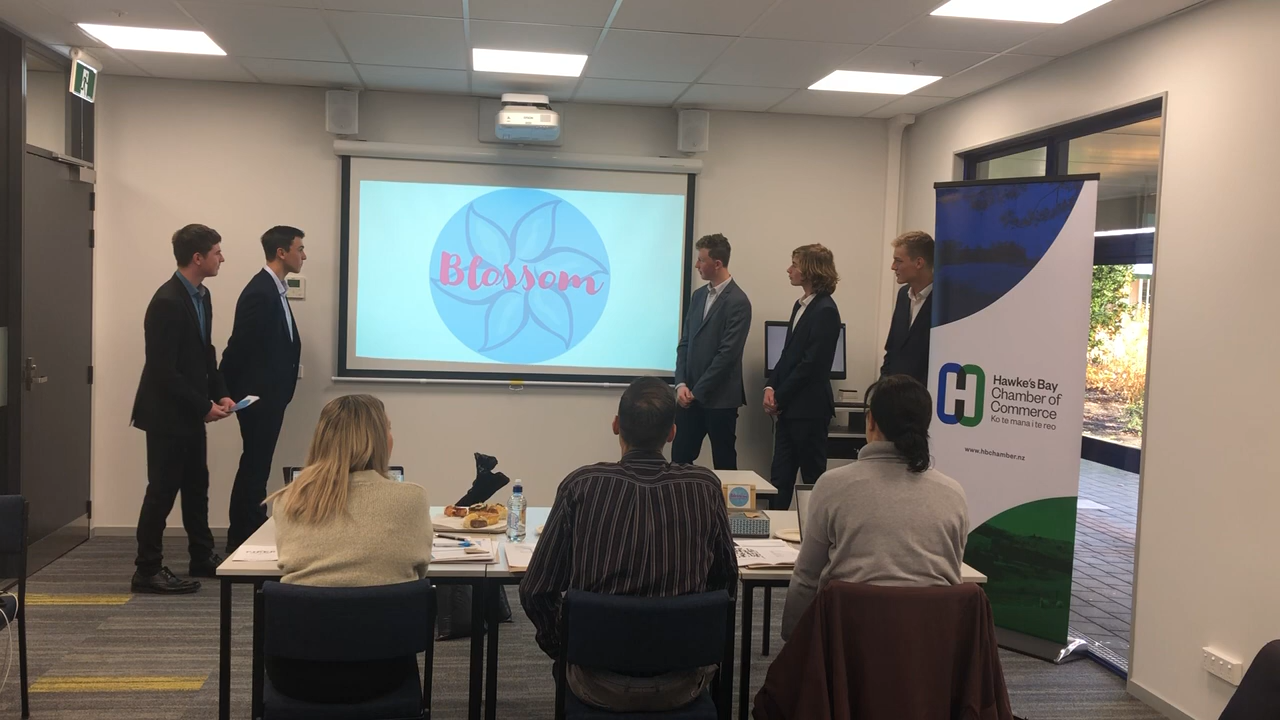 Blossom
Hawke's Bay
Chamber of
Commerce
Ko te mana i te reo
www.hbchamber.nz